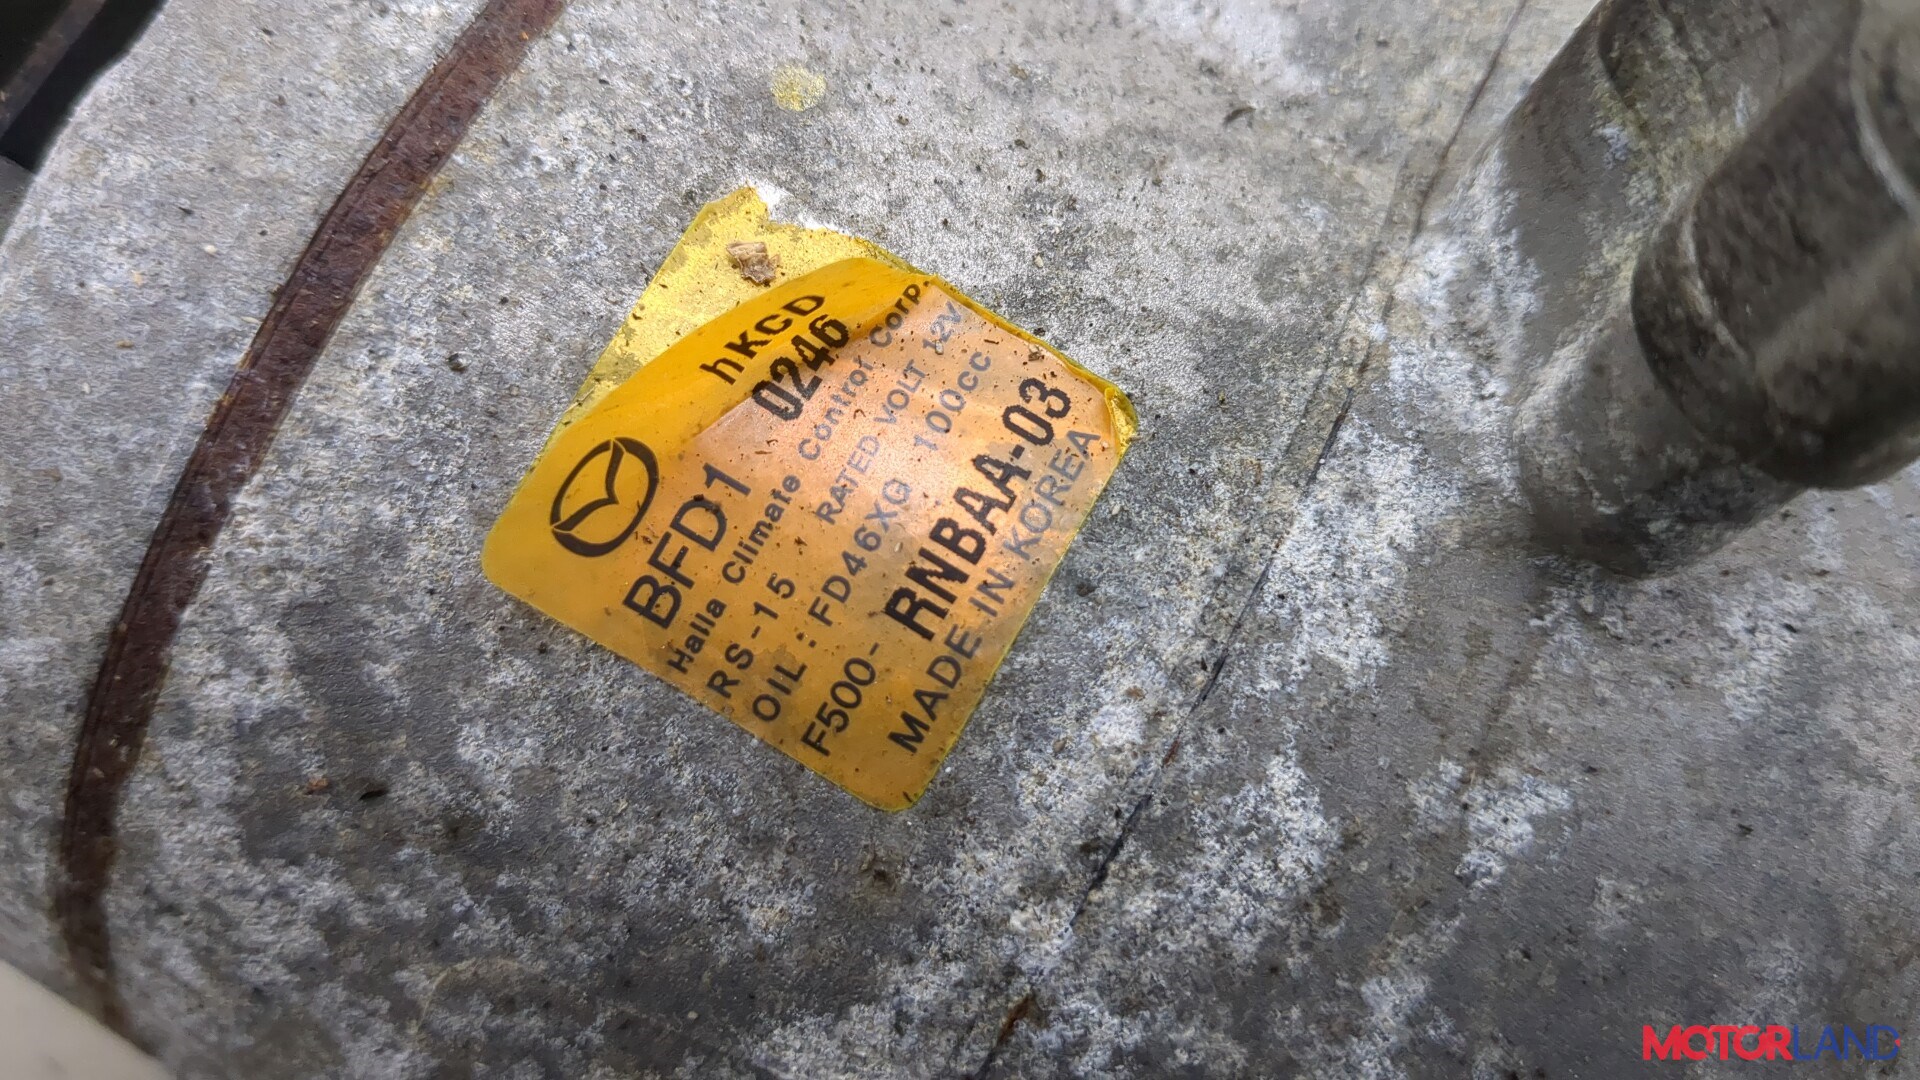 hKCD
BFD1 0246
Halla Climate Control Corp.
RS-15 RATED VOLT 12V
OIL : FD46XG 100CC
F500- RNBAA-03
MADE IN KOREA
MOTORLAND